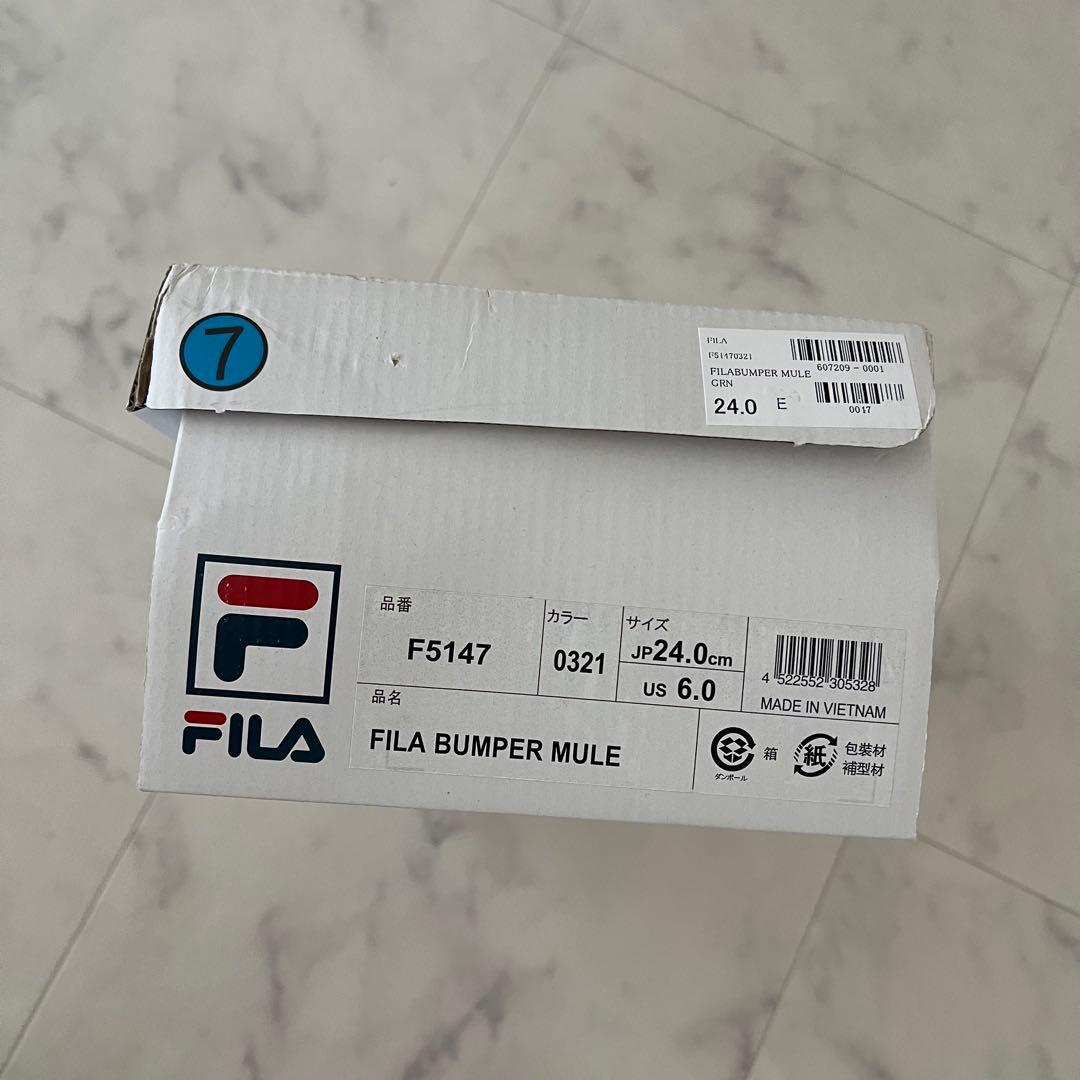 7
FILA
F51470321
FILABUMPER MULE
GRN
24.0 E
607209-0001
0017
F
FILA
品番
F5147
カラー
0321
サイズ
JP24.0cm
US 6.0
4 522552 305328
MADE IN VIETNAM
品名
FILA BUMPER MULE
ダンボール
箱
紙
包装材
補型材